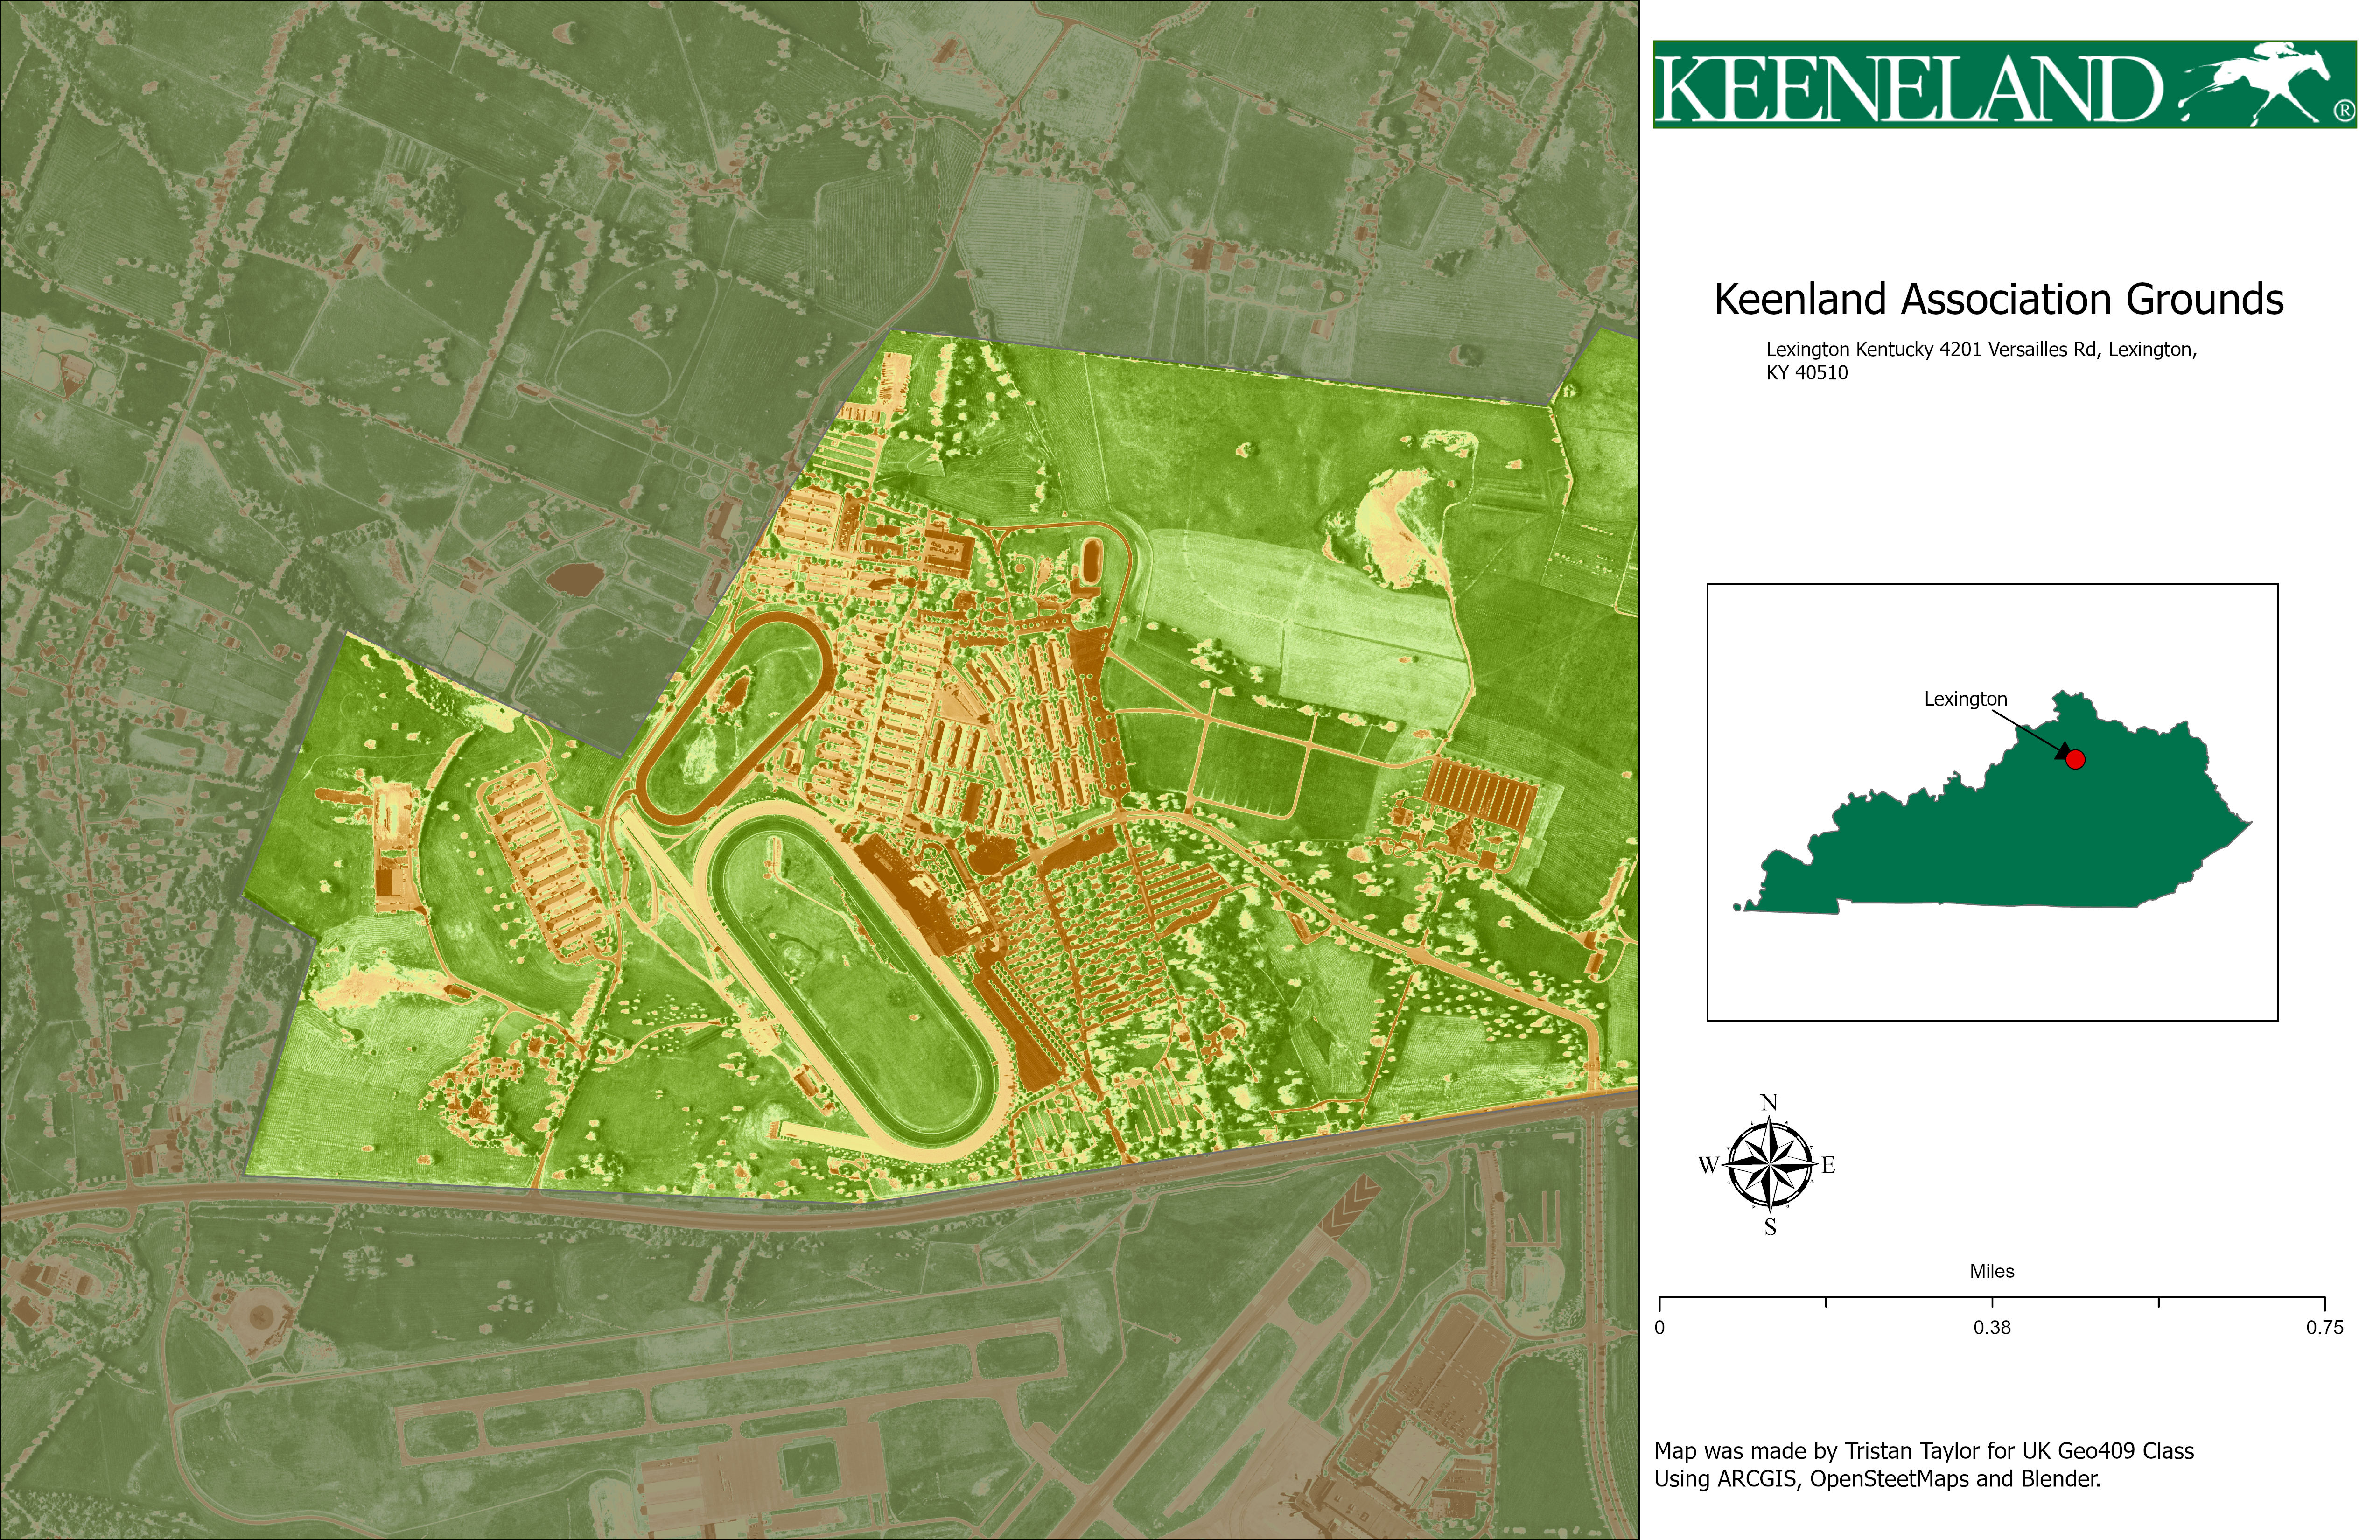 KEENELAND ®
Keenland Association Grounds
Lexington Kentucky 4201 Versailles Rd, Lexington,
KY 40510
Lexington
N
W E
S
Miles
0 0.38 0.75
Map was made by Tristan Taylor for UK Geo409 Class
Using ARCGIS, OpenSteetMaps and Blender.